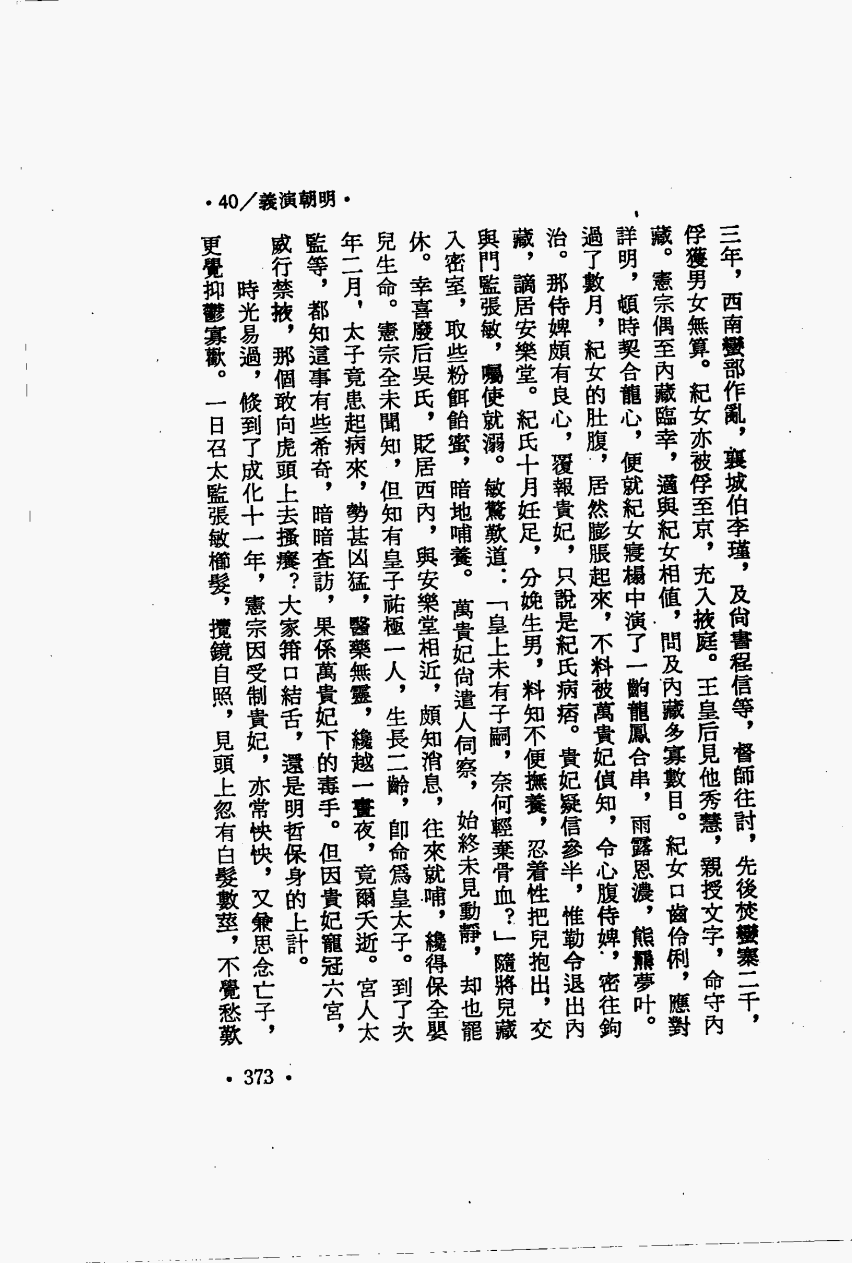 •40／義演朝明•
三年，西南蠻部作亂，襄城伯李瑾，及尙書程信等，督師往討，先後焚蠻寨二千，
俘獲男女無算。紀女亦被俘至京，充入掖庭。王皇后見他秀慧，親授文字，命守內
藏。憲宗偶至內藏臨幸，適與紀女相值，問及內藏多寡數目。紀女口齒伶俐，應對
詳明，頓時契合龍心，便就紀女寢榻中演了一齣龍鳳合串，雨露恩濃，熊羆夢叶。
過了數月，紀女的肚腹，居然膨脹起來，不料被萬貴妃偵知，令心腹侍婢，密往鉤
治。那侍婢頗有良心，覆報貴妃，只說是紀氏病痞。貴妃疑信參半，惟勒令退出內
藏，謫居安樂堂。紀氏十月妊足，分娩生男，料知不便撫養，忍着性把兒抱出，交
與門監張敏，囑使就溺。敏驚歎道：「皇上未有子嗣，奈何輕棄骨血？」隨將兒藏
入密室，取些粉餌飴蜜，暗地哺養。萬貴妃尙遣人伺察，始終未見動靜，却也罷
休。幸喜廢后吳氏，貶居西內，與安樂堂相近，頗知消息，往來就哺，纔得保全嬰
兒生命。憲宗全未聞知，但知有皇子祐極一人，生長二齡，卽命爲皇太子。到了次
年二月，太子竟患起病來，勢甚凶猛，醫藥無靈，纔越一晝夜，竟爾夭逝。宮人太
監等，都知這事有些希奇，暗暗查訪，果係萬貴妃下的毒手。但因貴妃寵冠六宮，
威行禁掖，那個敢向虎頭上去搔癢？大家箝口結舌，還是明哲保身的上計。
時光易過，倐到了成化十一年，憲宗因受制貴妃，亦常怏怏，又兼思念亡子，
更覺抑鬱寡歡。一日召太監張敏櫛髮，攬鏡自照，見頭上忽有白髮數莖，不覺愁歎
•373•